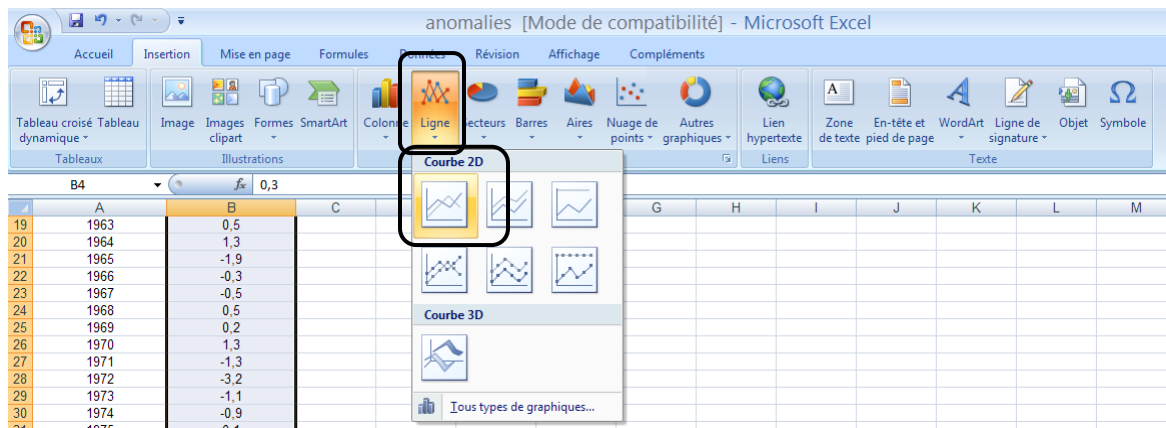 anomalies [Mode de compatibilité] - Microsoft Excel
Accueil Insertion Mise en page Formules Données Révision Affichage Compléments
Tableau croisé dynamique Tableau Image Images clipart Formes SmartArt Colonne Ligne Secteurs Barres Aires Nuage de points Autres graphiques Lien hypertexte Zone de texte En-tête et pied de page WordArt Ligne de signature Objet Symbole
Tableaux Illustrations Liens Texte
Courbe 2D
B4 fx 0,3
A B C G H I J K L M
19 1963 0,5
20 1964 1,3
21 1965 -1,9
22 1966 -0,3
23 1967 -0,5
24 1968 0,5
Courbe 3D
25 1969 0,2
26 1970 1,3
27 1971 -1,3
28 1972 -3,2
29 1973 -1,1
30 1974 -0,9
Tous types de graphiques...